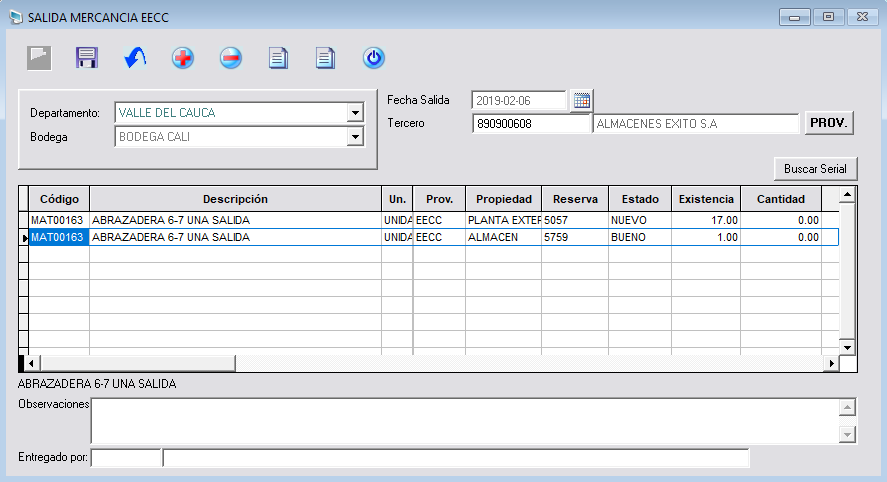 SALIDA MERCANCIA EECC
Departamento: VALLE DEL CAUCA
Bodega BODEGA CALI
Fecha Salida 2019-02-06
Tercero 890900608 ALMACENES EXITO S.A PROV.
Buscar Serial
Código Descripción Un. Prov. Propiedad Reserva Estado Existencia Cantidad
MAT00163 ABRAZADERA 6-7 UNA SALIDA UNIDA EECC PLANTA EXTER 5057 NUEVO 17.00 0.00
MAT00163 ABRAZADERA 6-7 UNA SALIDA UNIDA EECC ALMACEN 5759 BUENO 1.00 0.00
ABRAZADERA 6-7 UNA SALIDA
Observaciones
Entregado por: